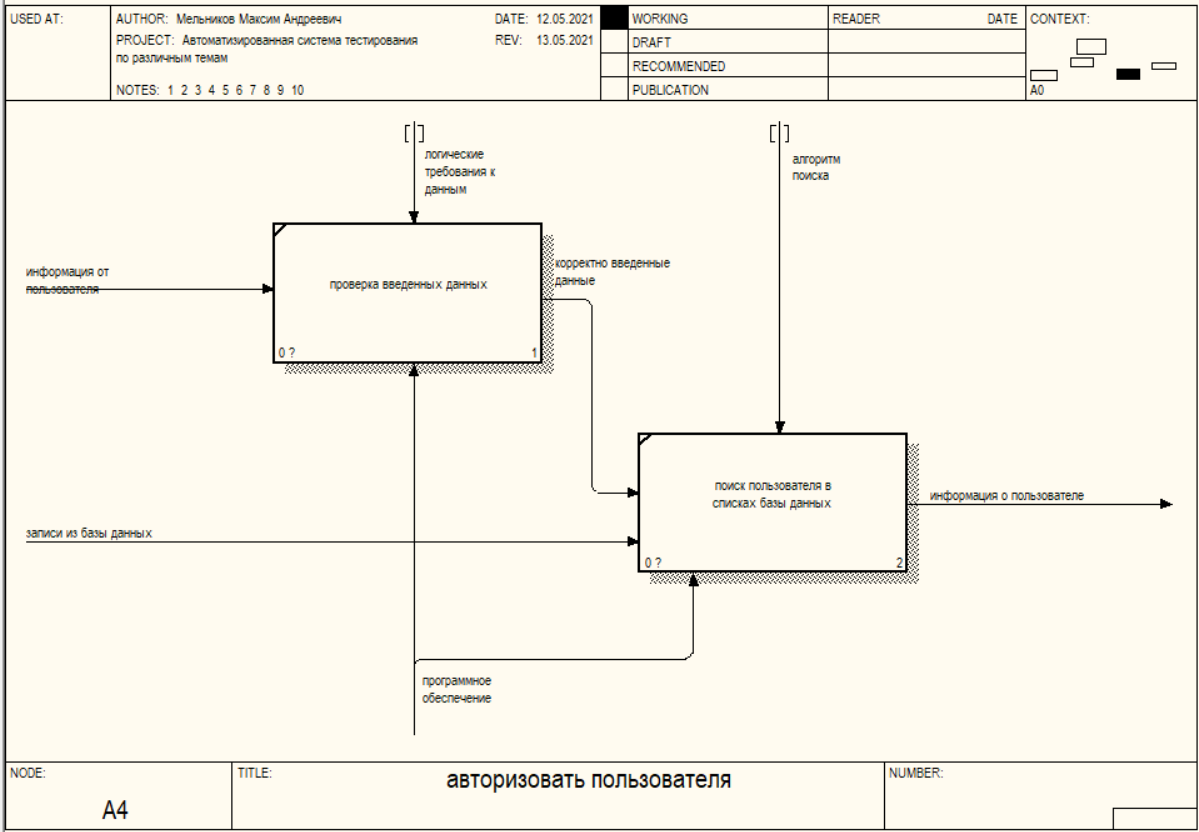 USED AT:
AUTHOR: Мельников Максим Андреевич
DATE: 12.05.2021
PROJECT: Автоматизированная система тестирования
REV: 13.05.2021
по различным темам
NOTES: 1 2 3 4 5 6 7 8 9 10
WORKING
DRAFT
RECOMMENDED
PUBLICATION
READER
DATE
CONTEXT:
A0
логические
требования к
данным
алгоритм
поиска
информация от
пользователя
проверка введенных данных
0 ?
1
корректно введенные
данные
поиск пользователя в
списках базы данных
0 ?
2
информация о пользователе
записи из базы данных
программное
обеспечение
NODE:
A4
TITLE:
авторизовать пользователя
NUMBER: